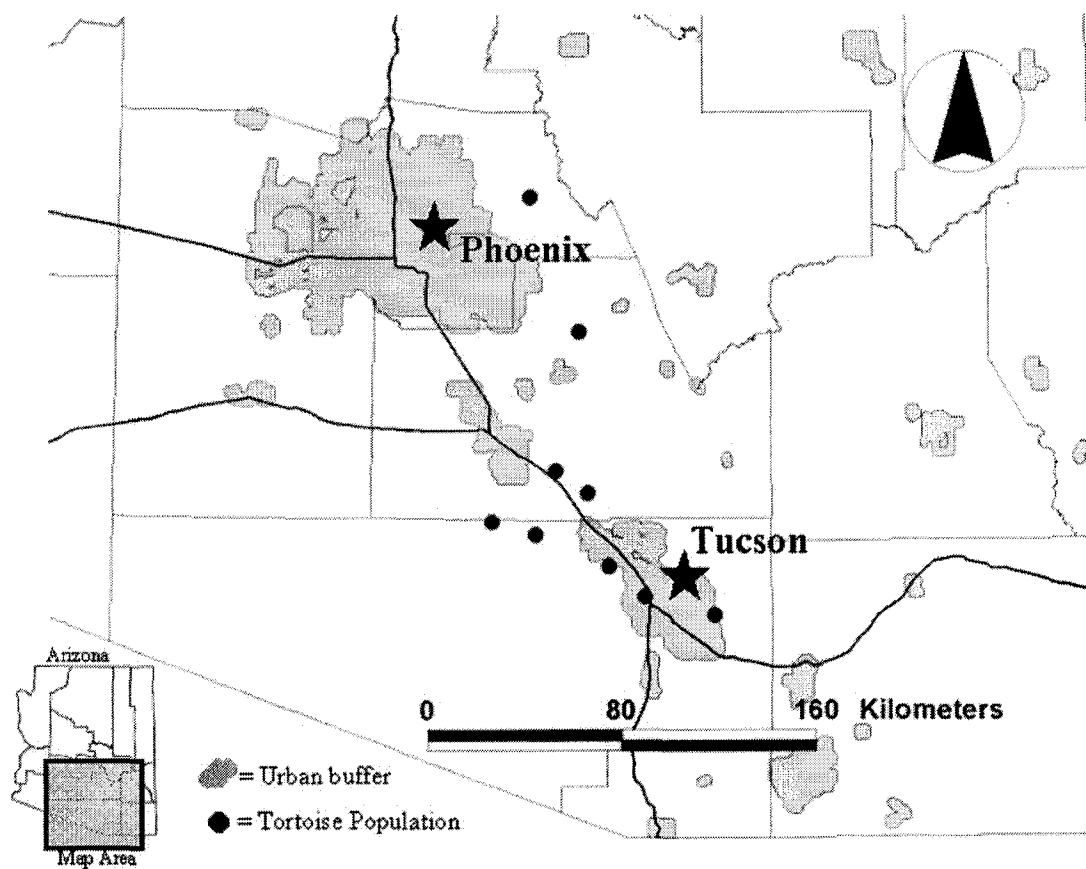 Phoenix
Tucson
Arizona
0 80 160 Kilometers
= Urban buffer
= Tortoise Population
Map Area